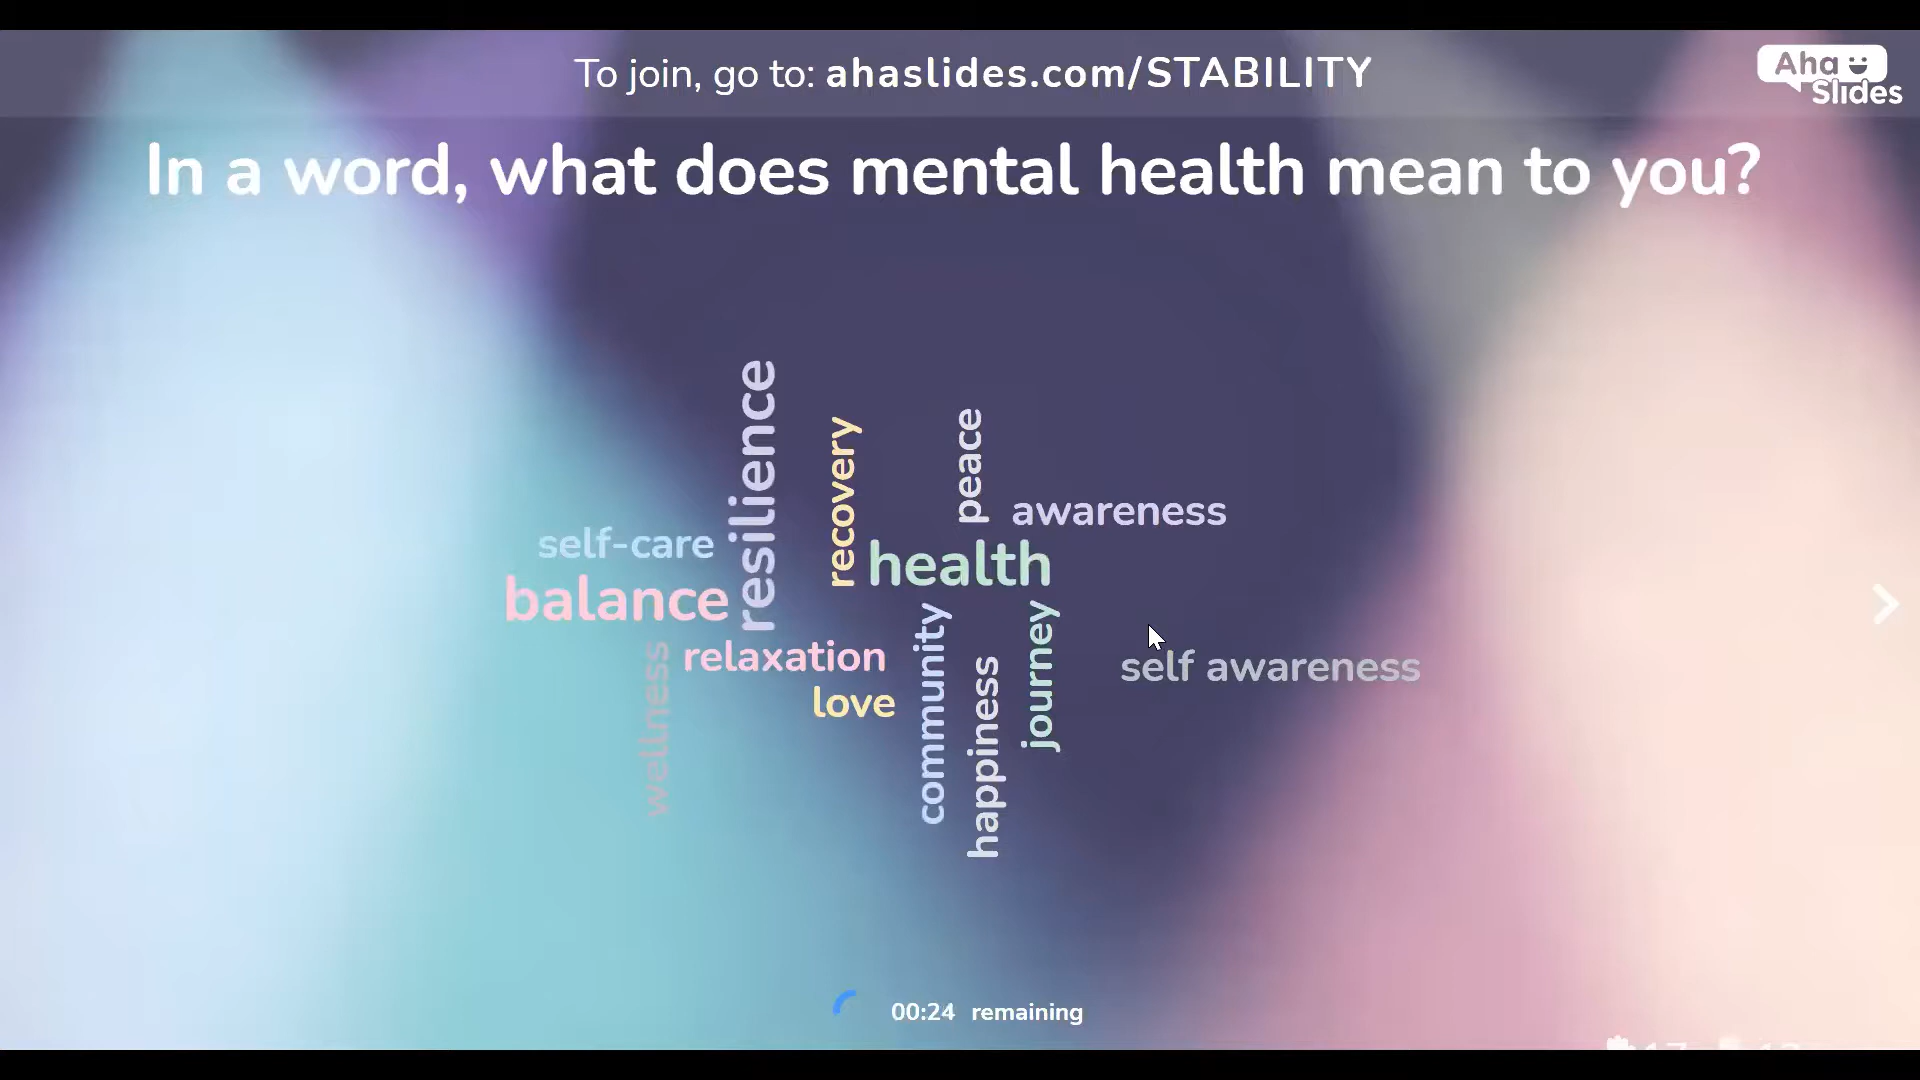 To join, go to: ahaslides.com/STABILITY
Aha
Slides
In a word, what does mental health mean to you?
resilience
recovery
peace
awareness
self-care
health
balance
community
journey
relaxation
self awareness
wellness
love
happiness
00:24 remaining